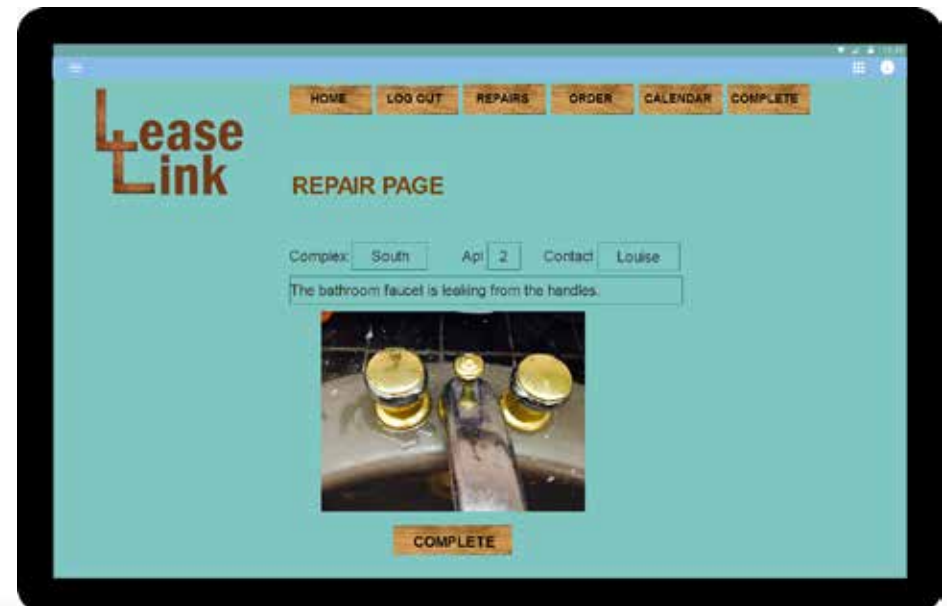 Lease
Link
HOME LOG OUT REPAIRS ORDER CALENDAR COMPLETE
REPAIR PAGE
Complex: South Apt 2 Contact Louise
The bathroom faucet is leaking from the handles.
COMPLETE